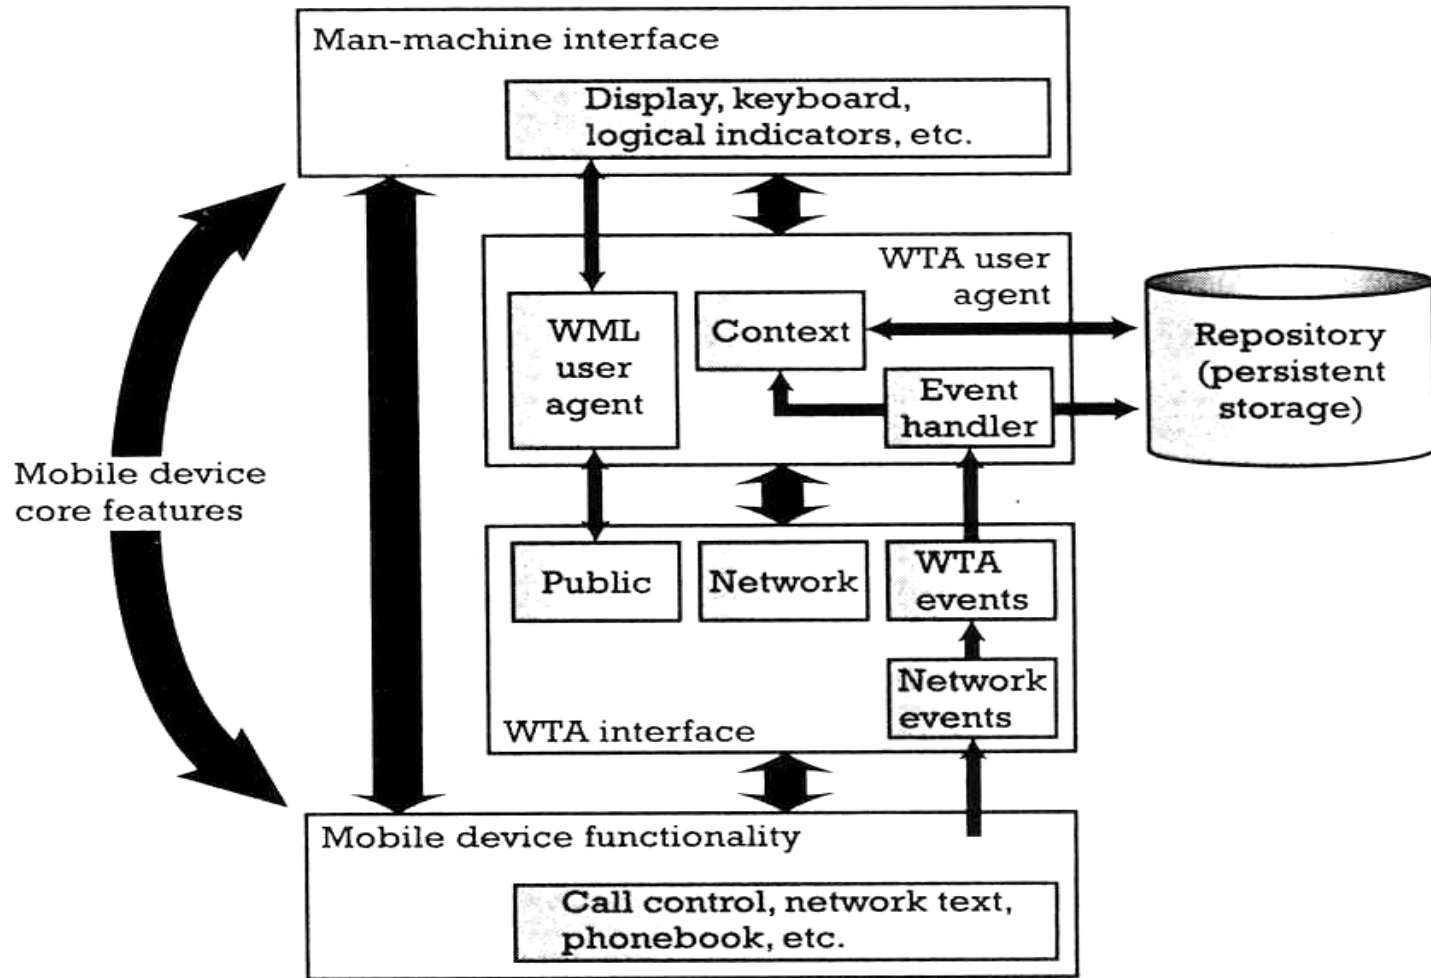 Man-machine interface
Display, keyboard,
logical indicators, etc.
WTA user
agent
WML
user
agent
Context
Event
handler
Repository
(persistent
storage)
Mobile device
core features
Public
Network
WTA
events
Network
events
WTA interface
Mobile device functionality
Call control, network text,
phonebook, etc.